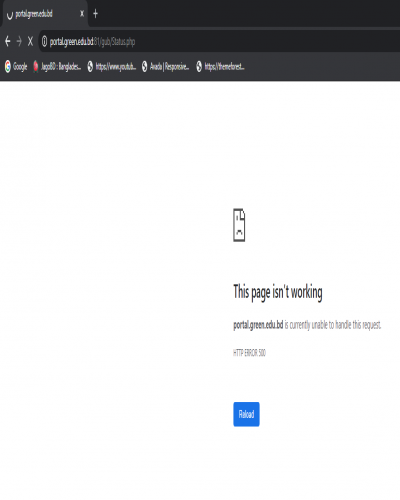 portal.green.edu.bd
portal.green.edu.bd:81/gub/Status.php
Google JagoBD : Banglades... https://www.youtub... Avada | Responsive... https://themeforest...
This page isn't working
portal.green.edu.bd is currently unable to handle this request.
HTTP ERROR 500
Reload